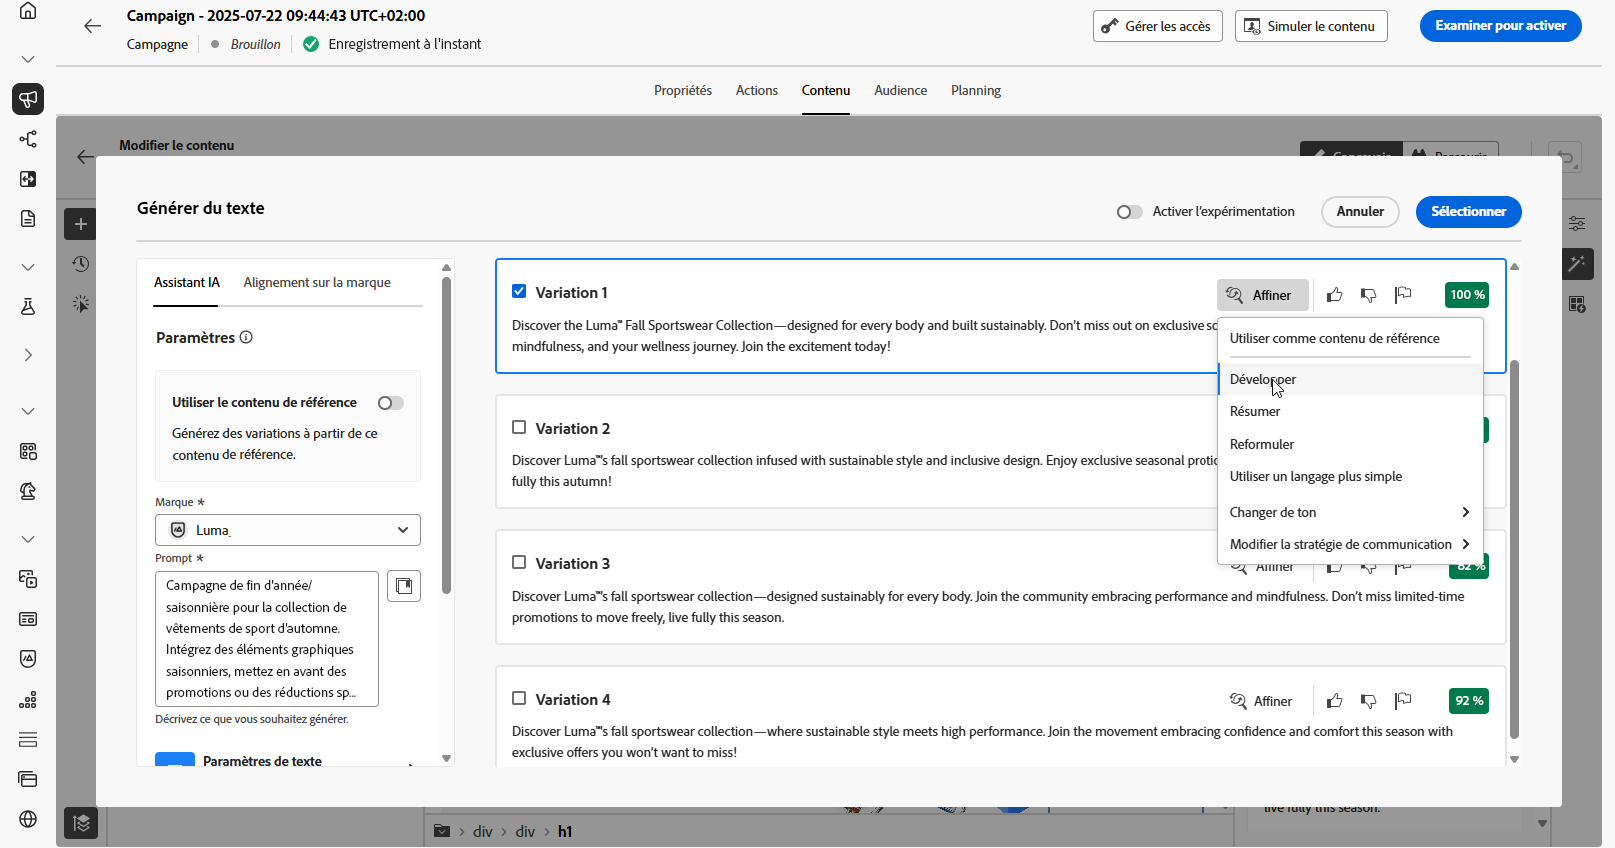 Campaign - 2025-07-22 09:44:43 UTC+02:00
Campagne
Brouillon
Enregistrement à l'instant
Gérer les accès
Simuler le contenu
Examiner pour activer
Propriétés
Actions
Contenu
Audience
Planning
Modifier le contenu
Générer du texte
Activer l'expérimentation
Annuler
Sélectionner
Assistant IA
Alignement sur la marque
Paramètres
Utiliser le contenu de référence
Générez des variations à partir de ce
contenu de référence.
Marque *
Luma
Prompt *
Campagne de fin d'année/
saisonnière pour la collection de
vêtements de sport d'automne.
Intégrez des éléments graphiques
saisonniers, mettez en avant des
promotions ou des réductions sp...
Décrivez ce que vous souhaitez générer.
Paramètres de texte
Variation 1
Affiner
100 %
Discover the Luma™ Fall Sportswear Collection—designed for every body and built sustainably. Don't miss out on exclusive
mindfulness, and your wellness journey. Join the excitement today!
Utiliser comme contenu de référence
Développer
Résumer
Reformuler
Utiliser un langage plus simple
Changer de ton
Modifier la stratégie de communication
Variation 2
Discover Luma™'s fall sportswear collection infused with sustainable style and inclusive design. Enjoy exclusive seasonal
fully this autumn!
Variation 3
Affiner
82 %
Discover Luma™'s fall sportswear collection—designed sustainably for every body. Join the community embracing performance and mindfulness. Don't miss limited-time
promotions to move freely, live fully this season.
Variation 4
Affiner
92 %
Discover Luma™'s fall sportswear collection—where sustainable style meets high performance. Join the movement embracing confidence and comfort this season with
exclusive offers you won't want to miss!
live fully this season.
div > div > h1